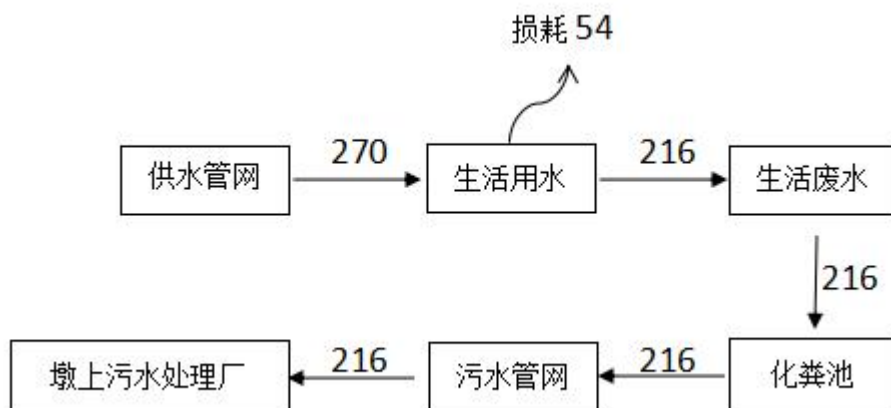 损耗 54
供水管网
270
生活用水
216
生活废水
216
化粪池
216
污水管网
216
墩上污水处理厂